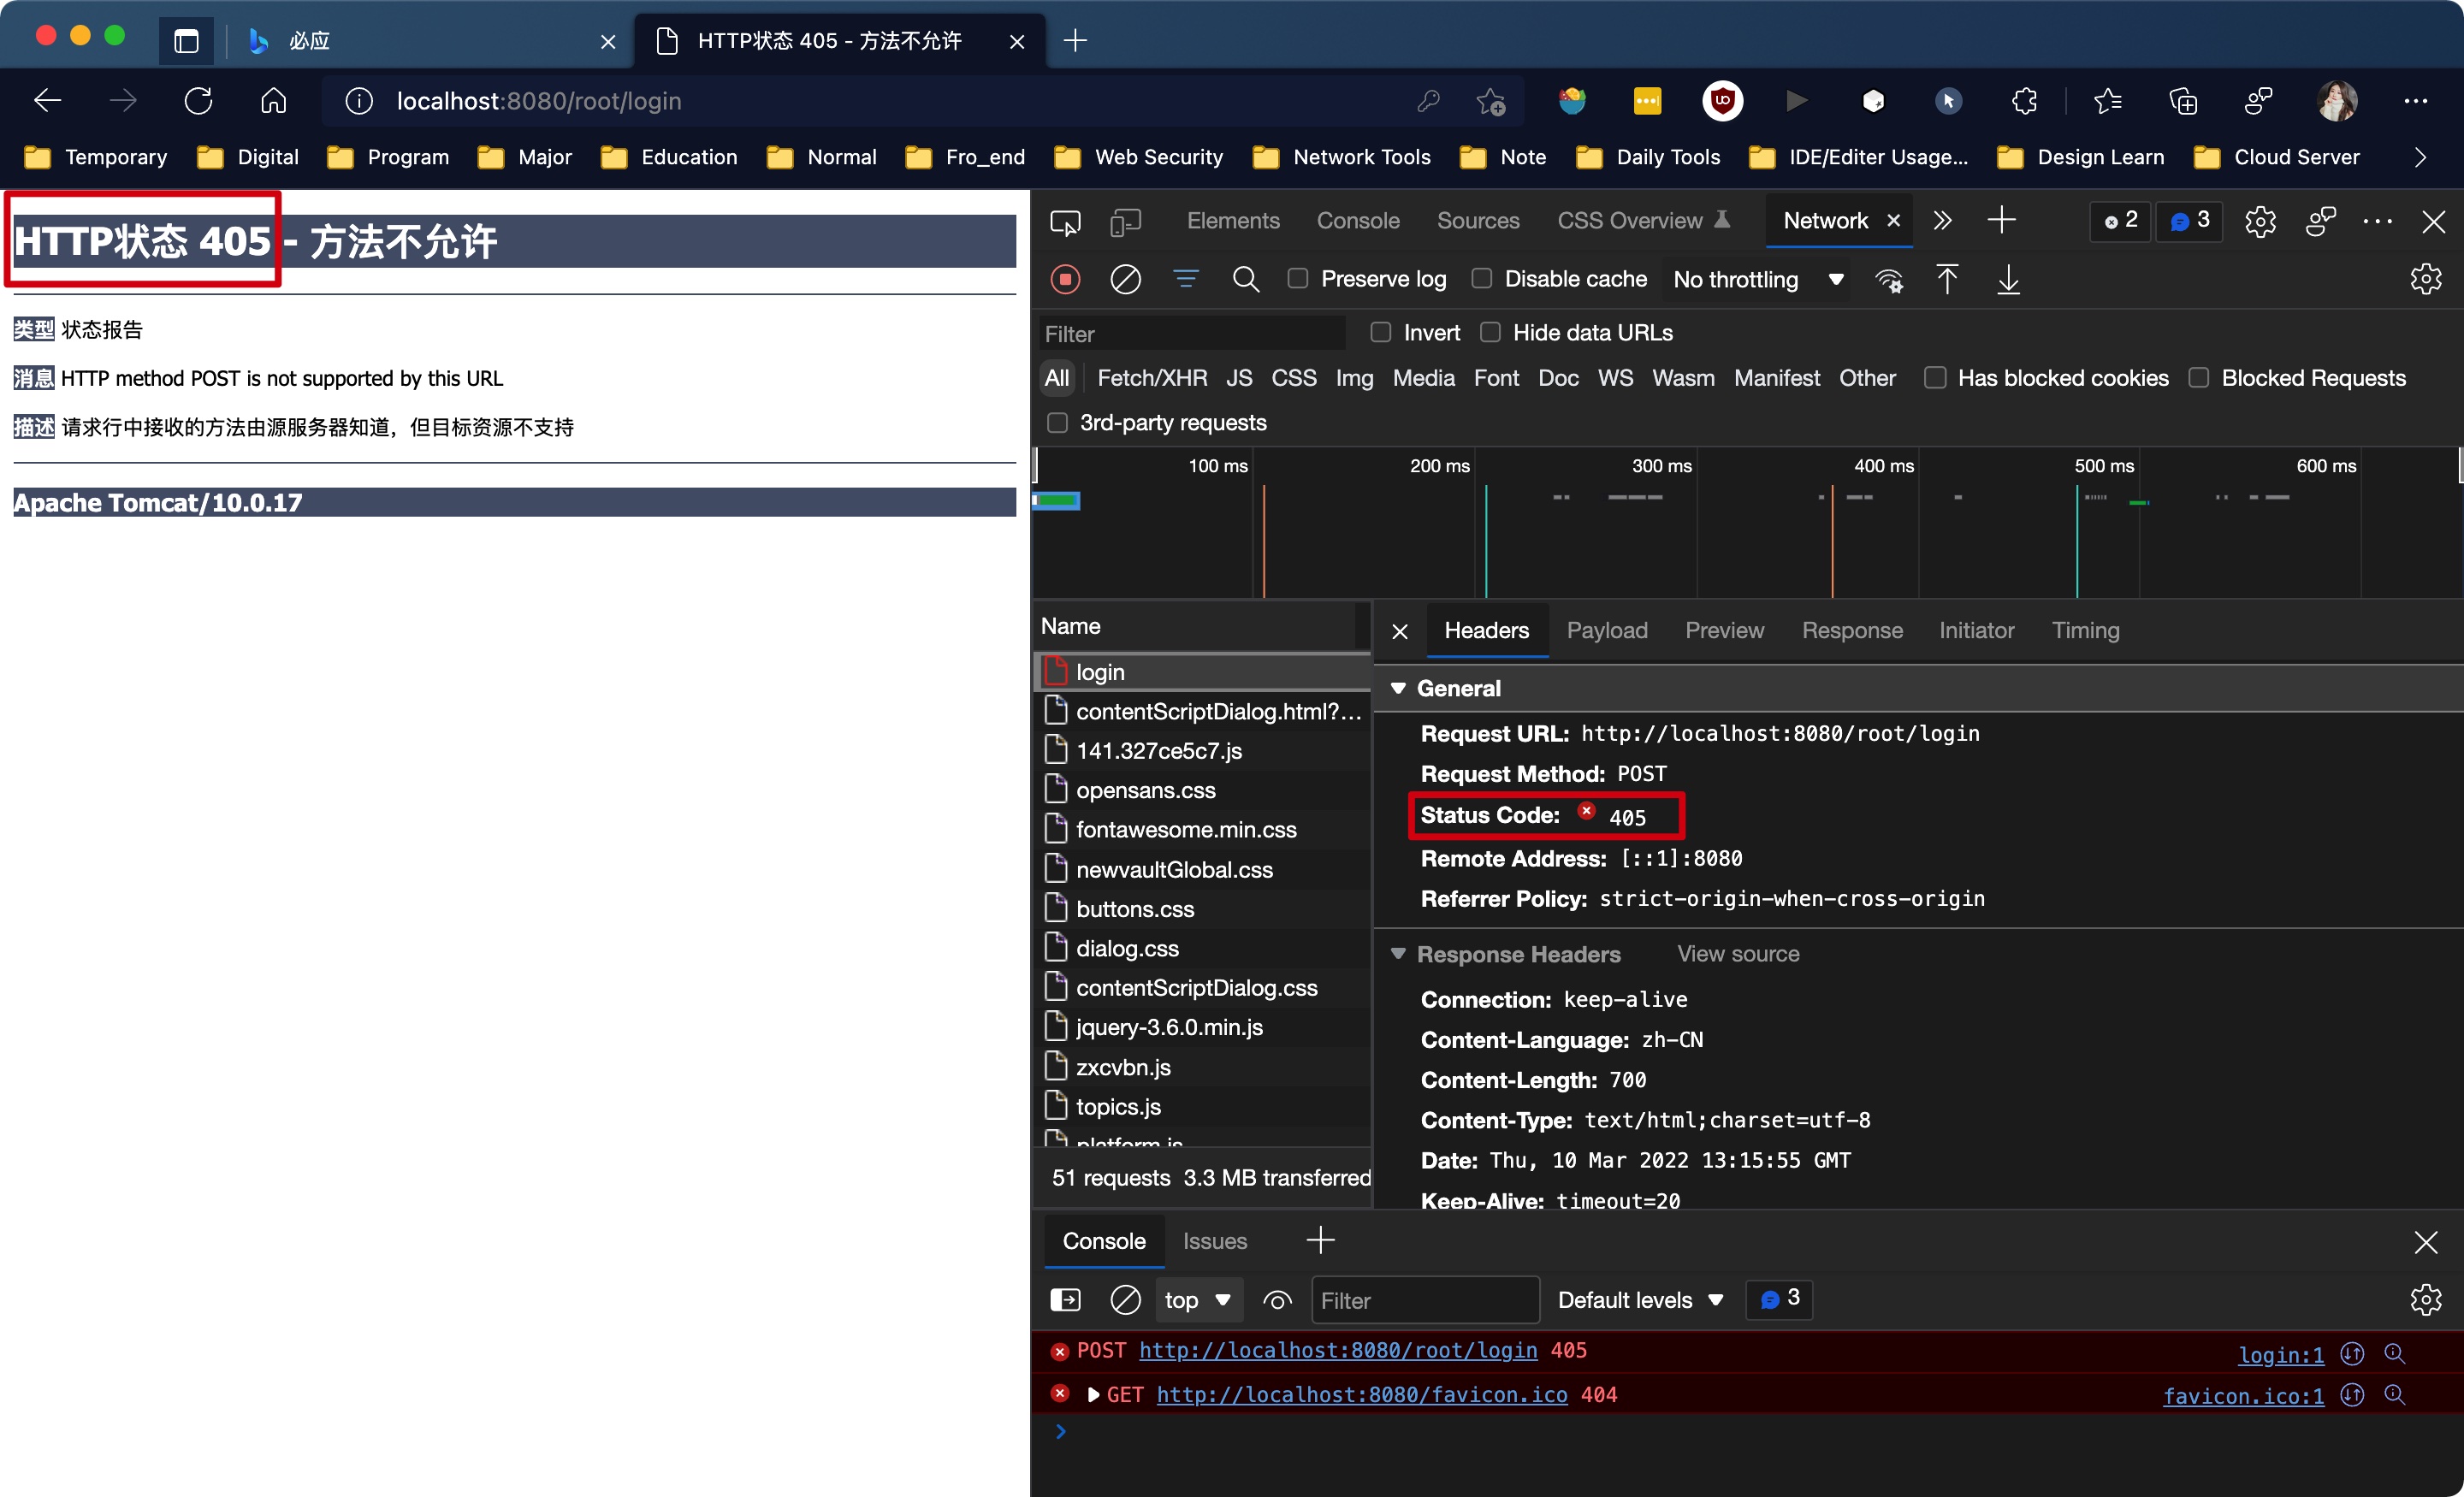 必应
HTTP状态 405 - 方法不允许
localhost:8080/root/login
Temporary
Digital
Program
Major
Education
Normal
Fro_end
Web Security
Network Tools
Note
Daily Tools
IDE/Editer Usage...
Design Learn
Cloud Server
HTTP状态 405 - 方法不允许
类型 状态报告
消息 HTTP method POST is not supported by this URL
描述 请求行中接收的方法由源服务器知道，但目标资源不支持
Apache Tomcat/10.0.17
Elements Console Sources CSS Overview Network 2 3
Preserve log Disable cache No throttling
Filter Invert Hide data URLs
All Fetch/XHR JS CSS Img Media Font Doc WS Wasm Manifest Other Has blocked cookies Blocked Requests
3rd-party requests
100 ms 200 ms 300 ms 400 ms 500 ms 600 ms
Name
login
contentScriptDialog.html?...
141.327ce5c7.js
opensans.css
fontawesome.min.css
newvaultGlobal.css
buttons.css
dialog.css
contentScriptDialog.css
jquery-3.6.0.min.js
zxcvbn.js
topics.js
platform.js
51 requests 3.3 MB transferred
Headers Payload Preview Response Initiator Timing
General
Request URL: http://localhost:8080/root/login
Request Method: POST
Status Code: 405
Remote Address: [::1]:8080
Referrer Policy: strict-origin-when-cross-origin
Response Headers View source
Connection: keep-alive
Content-Language: zh-CN
Content-Length: 700
Content-Type: text/html;charset=utf-8
Date: Thu, 10 Mar 2022 13:15:55 GMT
Keep-Alive: timeout=20
Console Issues
top Filter Default levels 3
POST http://localhost:8080/root/login 405 login:1
GET http://localhost:8080/favicon.ico 404 favicon.ico:1